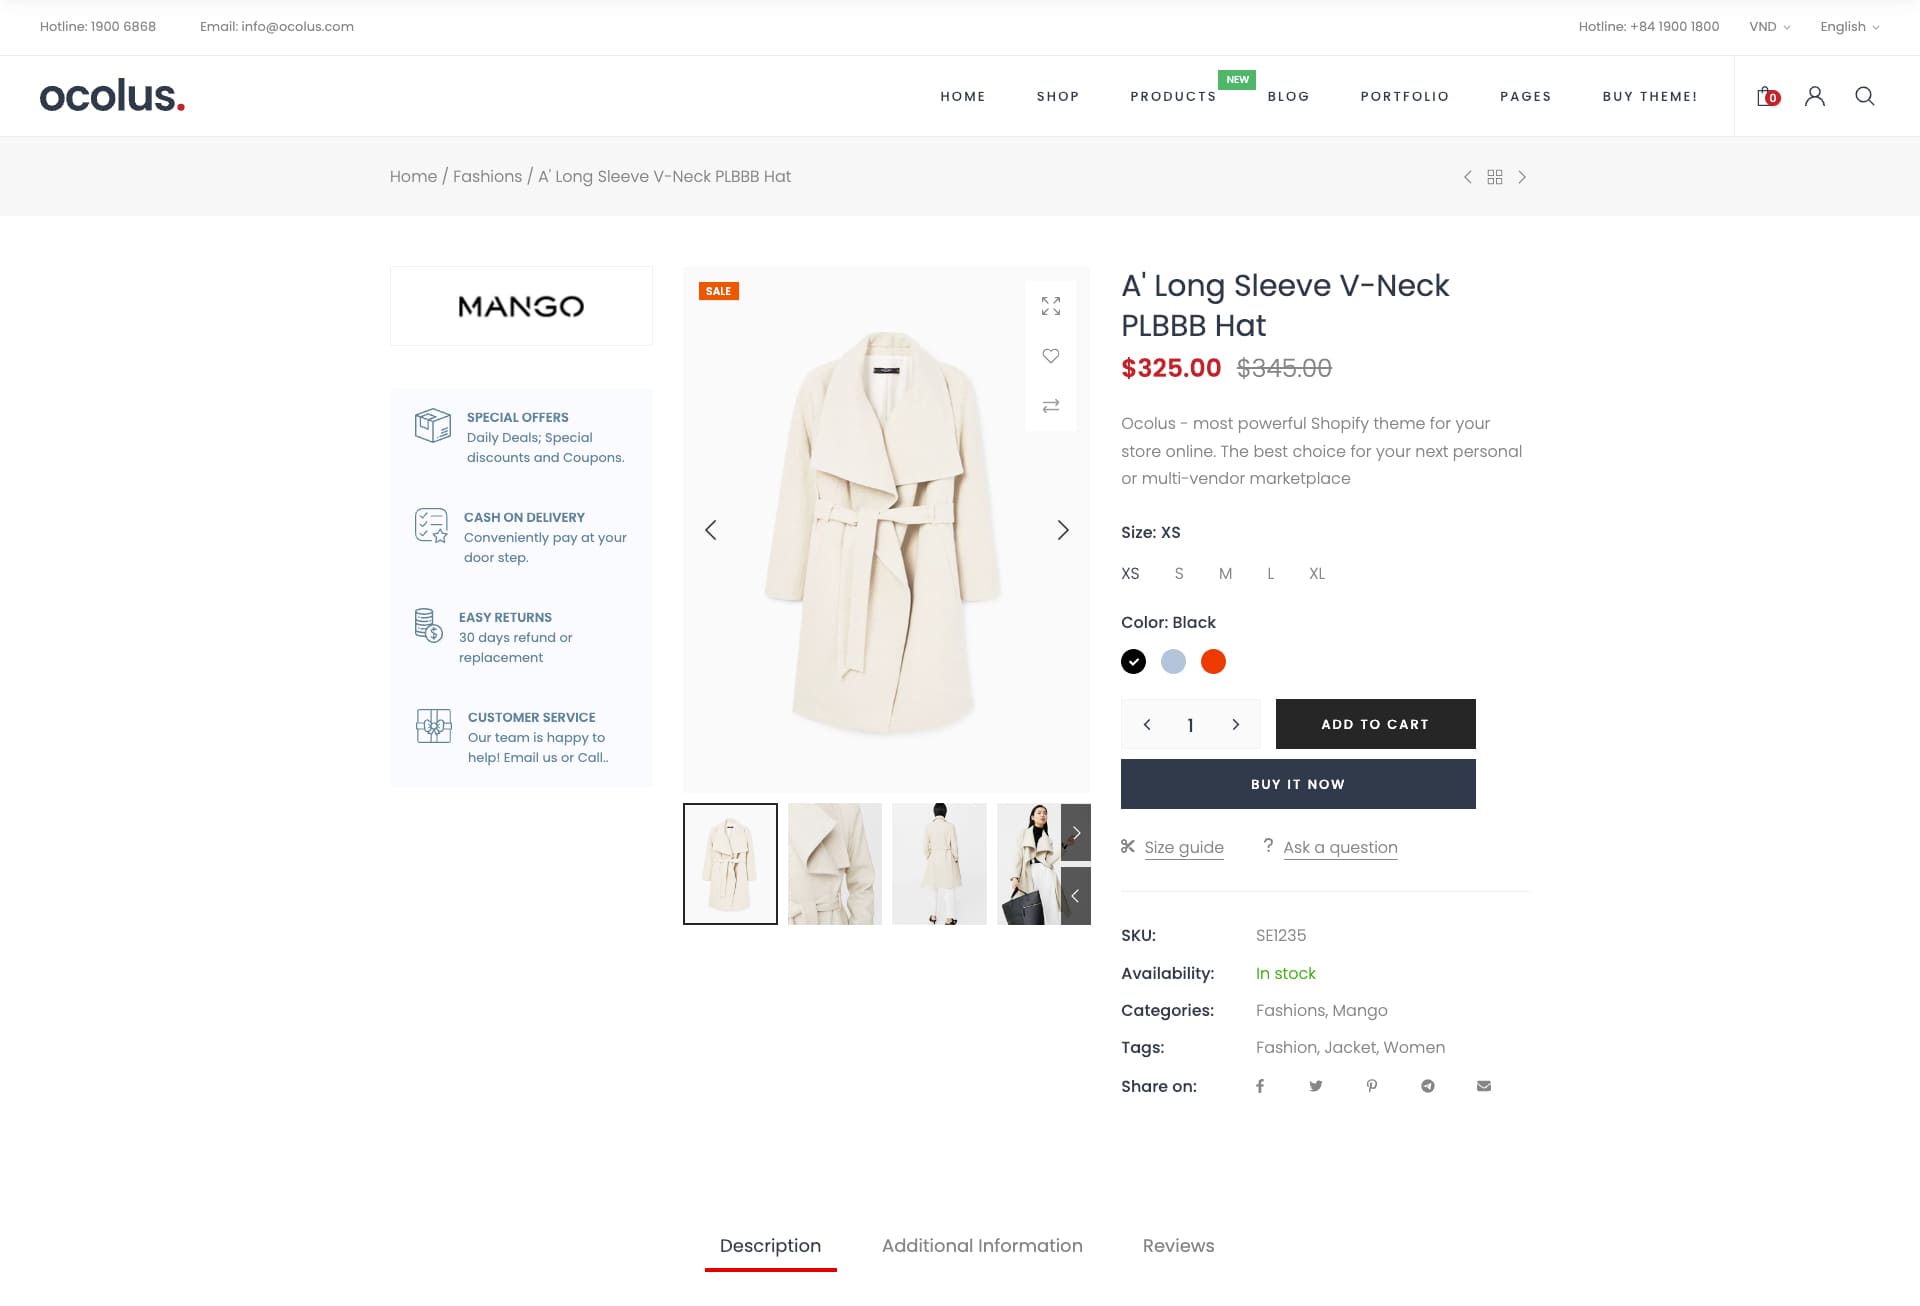 Hotline: 1900 6868
Email: info@ocolus.com
Hotline: +84 1900 1800
VND
English
ocolus.
HOME
SHOP
PRODUCTS
NEW
BLOG
PORTFOLIO
PAGES
BUY THEME!
0
Home / Fashions / A' Long Sleeve V-Neck PLBBB Hat
MANGO
SPECIAL OFFERS
Daily Deals; Special
discounts and Coupons.
CASH ON DELIVERY
Conveniently pay at your
door step.
EASY RETURNS
30 days refund or
replacement
CUSTOMER SERVICE
Our team is happy to
help! Email us or Call..
SALE
A' Long Sleeve V-Neck
PLBBB Hat
$325.00 $345.00
Ocolus - most powerful Shopify theme for your
store online. The best choice for your next personal
or multi-vendor marketplace
Size: XS
XS S M L XL
Color: Black
1
ADD TO CART
BUY IT NOW
Size guide
? Ask a question
SKU: SE1235
Availability: In stock
Categories: Fashions, Mango
Tags: Fashion, Jacket, Women
Share on:
Description
Additional Information
Reviews